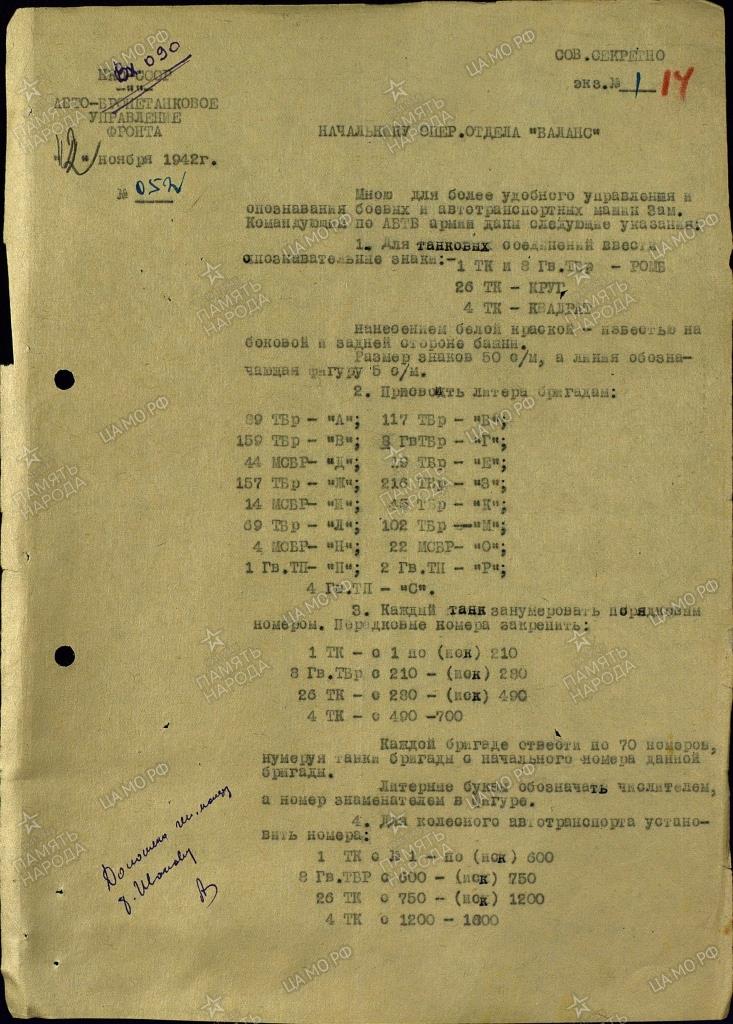 Вх 090
СОВ.СЕКРЕТНО
НКО СССР
экз.№ 1 14
АВТО-БРОНЕТАНКОВОЕ
УПРАВЛЕНИЕ
ФРОНТА
НАЧАЛЬНИКУ ОПЕР.ОТДЕЛА "ВАЛАНС"
"12" ноября 1942г.
№ 052
Мною для более удобного управления и
опознавания боевых и автотранспортных машин Зам.
Командующим по АБТВ армий даны следующие указания:
1. Для танковых соединений ввести
опознавательные знаки:-
1 ТК и 8 Гв.ТБр - РОМБ
26 ТК - КРУГ
4 ТК - КВАДРАТ
нанесением белой краской - известью на
боковой и задней стороне башни.
Размер знаков 50 с/м, а линия обозна-
чающая фигуру 5 с/м.
2. Присвоить литера бригадам:
89 ТБр - "А"; 117 ТБр - "Б";
159 ТБр - "В"; 8 ГвТБр - "Г";
44 МСБР- "Д"; 19 ТБр - "Е";
157 ТБр - "Ж"; 216 ТБр - "З";
14 МСБР - "И"; 45 ТБр - "К";
69 ТБр - "Л"; 102 ТБр - "М";
4 МСБР- "Н"; 22 МСБР- "О";
1 Гв.ТП- "П"; 2 Гв.ТП - "Р";
4 Гв.ТП - "С".
3. Каждый танк занумеровать порядковым
номером. Порядковые номера закрепить:
1 ТК - с 1 по (иск) 210
8 Гв.ТБр с 210 - (иск) 280
26 ТК - с 280 - (иск) 490
4 ТК - с 490 -700
Каждой бригаде отвести по 70 номеров,
нумеруя танки бригады с начального номера данной
бригады.
Литерные буквы обозначать числителем,
а номер знаменателем в фигуре.
4. Для колесного автотранспорта устано-
вить номера:
1 ТК с № 1 - по (иск) 600
8 Гв.ТБР с 600 - (иск) 750
26 ТК с 750 - (иск) 1200
4 ТК с 1200 - 1600
Иванову
ПАМЯТЬ НАРОДА
ЦАМО.РФ